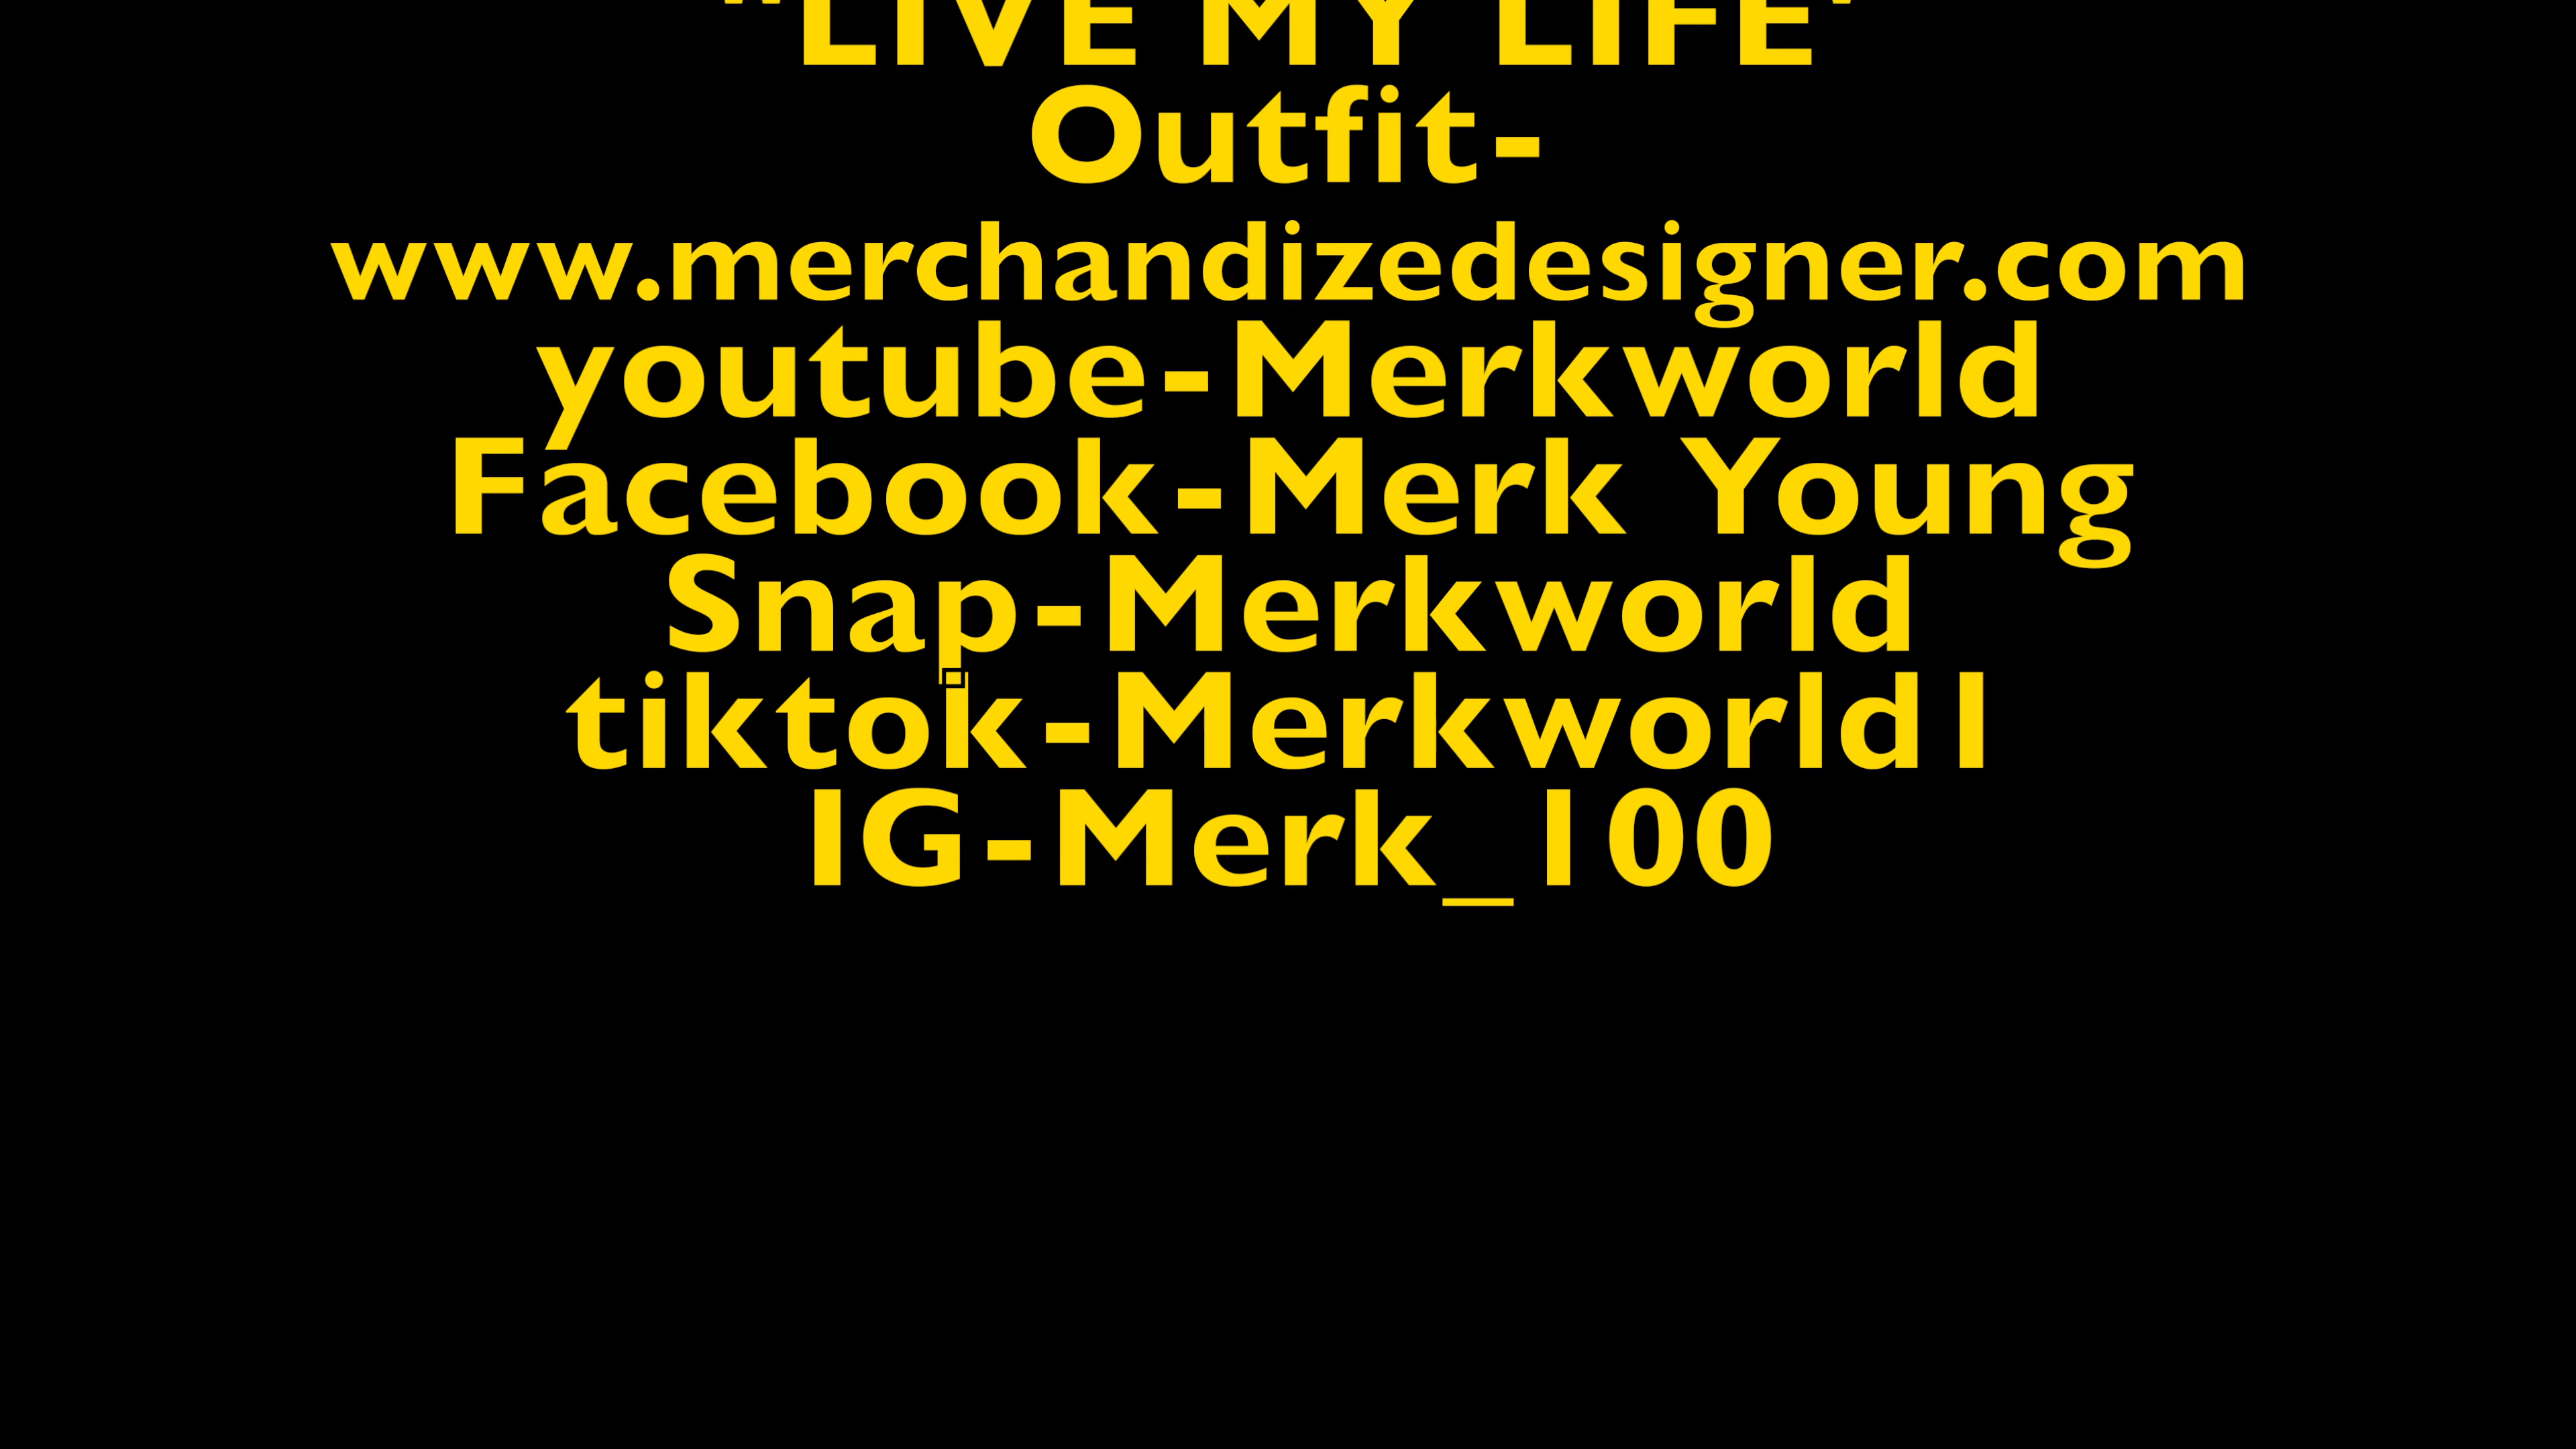 "LIVE MY LIFE"
Outfit-
www.merchandizedesigner.com
youtube-Merkworld
Facebook-Merk Young
Snap-Merkworld
tiktok-Merkworld1
IG-Merk_100